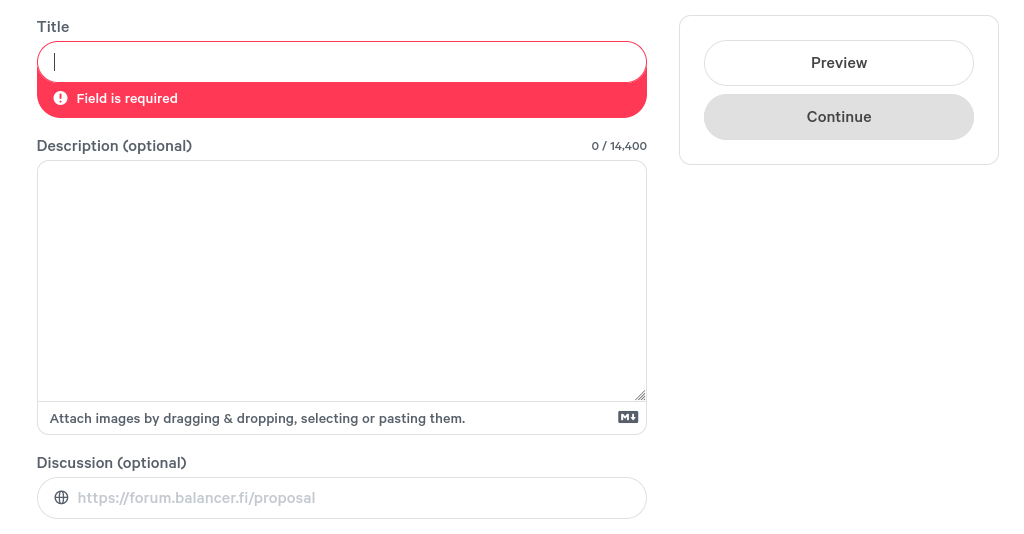 Title
Field is required
Description (optional)
0 / 14,400
Attach images by dragging & dropping, selecting or pasting them.
M
Discussion (optional)
https://forum.balancer.fi/proposal
Preview
Continue